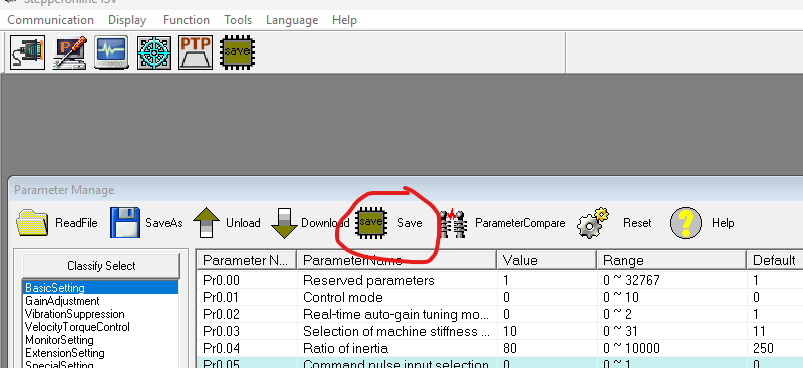 Stepperonline ISV
Communication Display Function Tools Language Help
P PTP save
Parameter Manage
ReadFile SaveAs Unload Download save Save ParameterCompare Reset ? Help
Classify Select
BasicSetting
GainAdjustment
VibrationSuppression
VelocityTorqueControl
MonitorSetting
ExtensionSetting
SpecialSetting
Parameter N... ParameterName Value Range Default
Pr0.00 Reserved parameters 1 0 ~ 32767 1
Pr0.01 Control mode 0 0 ~ 10 0
Pr0.02 Real-time auto-gain tuning mo... 0 0 ~ 2 1
Pr0.03 Selection of machine stiffness ... 10 0 ~ 31 11
Pr0.04 Ratio of inertia 80 0 ~ 10000 250
Pr0.05 Command pulse input selection 0 0 ~ 1 0